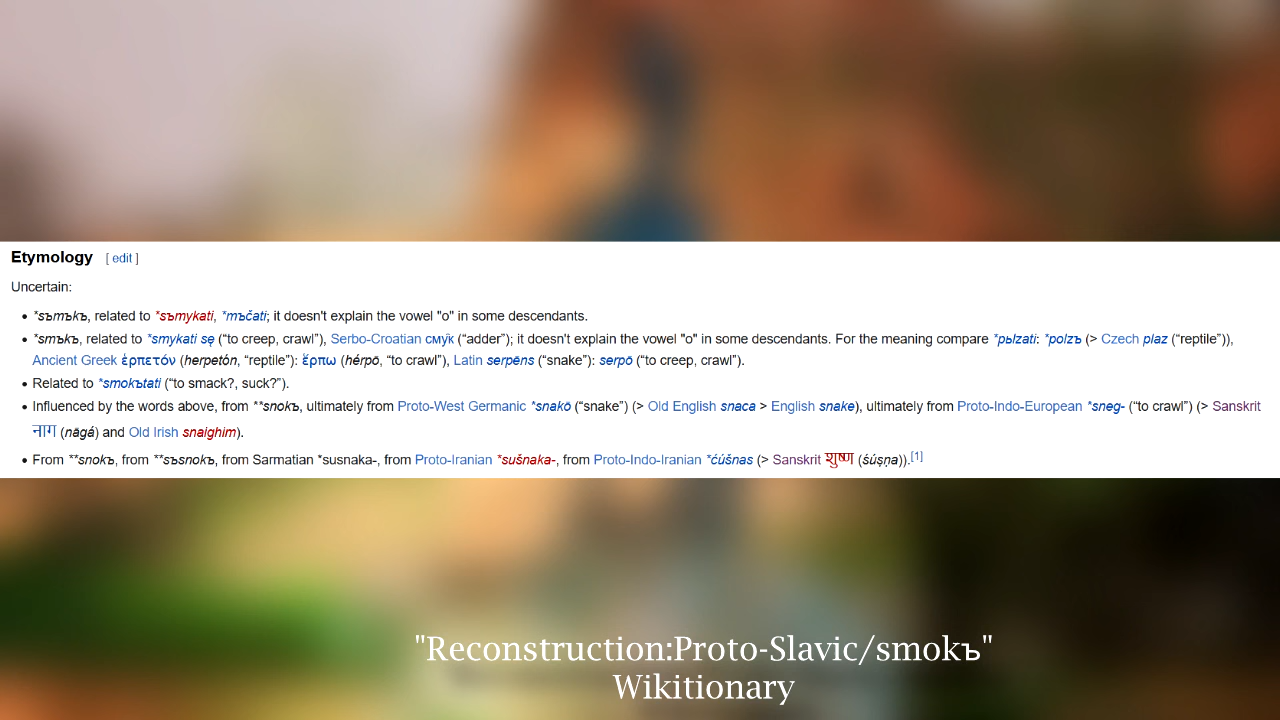 Etymology [ edit ]
Uncertain:
• *sъmъkъ, related to *sъmykati, *mъčati; it doesn't explain the vowel "o" in some descendants.
• *smъkъ, related to *smykati sę (“to creep, crawl”), Serbo-Croatian сму̏к (“adder”); it doesn't explain the vowel "o" in some descendants. For the meaning compare *pьlzati: *polzъ (> Czech plaz (“reptile”)),
Ancient Greek ἑρπετόν (herpetón, “reptile”): ἕρπω (hérpō, “to crawl”), Latin serpēns (“snake”): serpō (“to creep, crawl”).
• Related to *smokъtati (“to smack?, suck?”).
• Influenced by the words above, from **snokъ, ultimately from Proto-West Germanic *snakō (“snake”) (> Old English snaca > English snake), ultimately from Proto-Indo-European *sneg- (“to crawl”) (> Sanskrit
नाग (nāgá) and Old Irish snaighim).
• From **snokъ, from **sъsnokъ, from Sarmatian *susnaka-, from Proto-Iranian *sušnaka-, from Proto-Indo-Iranian *ćúšnas (> Sanskrit शुष्ण (śúṣṇa)).[1]
"Reconstruction:Proto-Slavic/smokъ"
Wikitionary